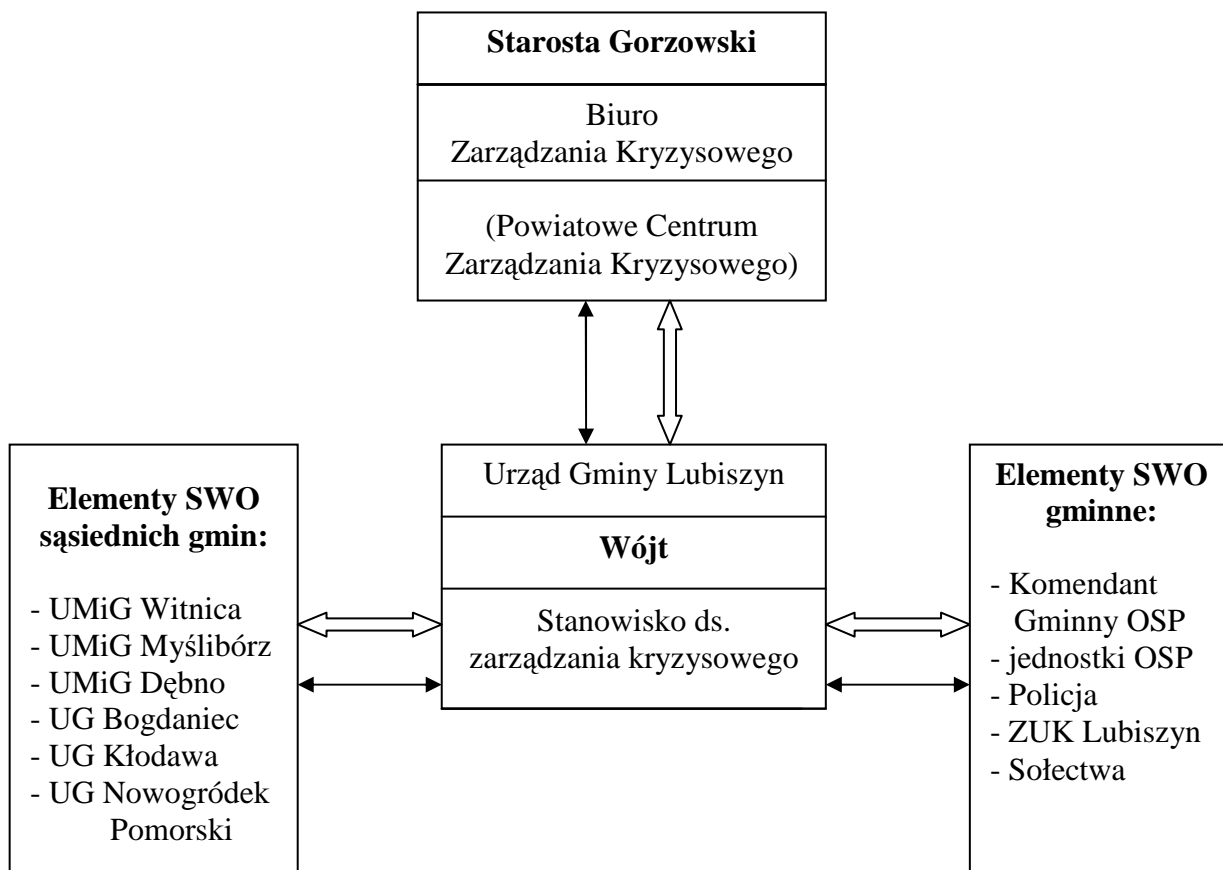 Starosta Gorzowski
Biuro
Zarządzania Kryzysowego
(Powiatowe Centrum
Zarządzania Kryzysowego)
Elementy SWO
sąsiednich gmin:
- UMiG Witnica
- UMiG Myślibórz
- UMiG Dębno
- UG Bogdaniec
- UG Kłodawa
- UG Nowogródek
Pomorski
Urząd Gminy Lubiszyn
Wójt
Stanowisko ds.
zarządzania kryzysowego
Elementy SWO
gminne:
- Komendant
Gminny OSP
- jednostki OSP
- Policja
- ZUK Lubiszyn
- Sołectwa